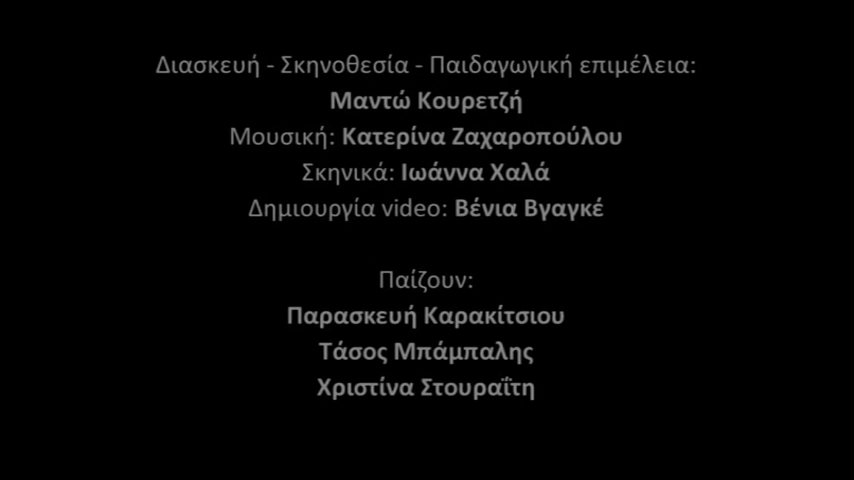 Διασκευή - Σκηνοθεσία - Παιδαγωγική επιμέλεια:
Μαντώ Κουρετζή
Μουσική: Κατερίνα Ζαχαροπούλου
Σκηνικά: Ιωάννα Χαλά
Δημιουργία video: Βένια Βγαγκέ
Παίζουν:
Παρασκευή Καρακίτσιου
Τάσος Μπάμπαλης
Χριστίνα Στουραΐτη